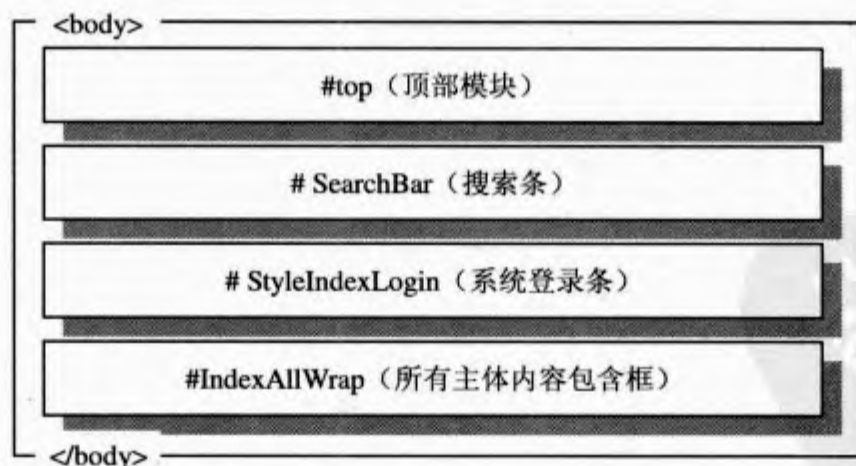 <body>
#top（顶部模块）
# SearchBar（搜索条）
# StyleIndexLogin（系统登录条）
#IndexAllWrap（所有主体内容包含框）
</body>